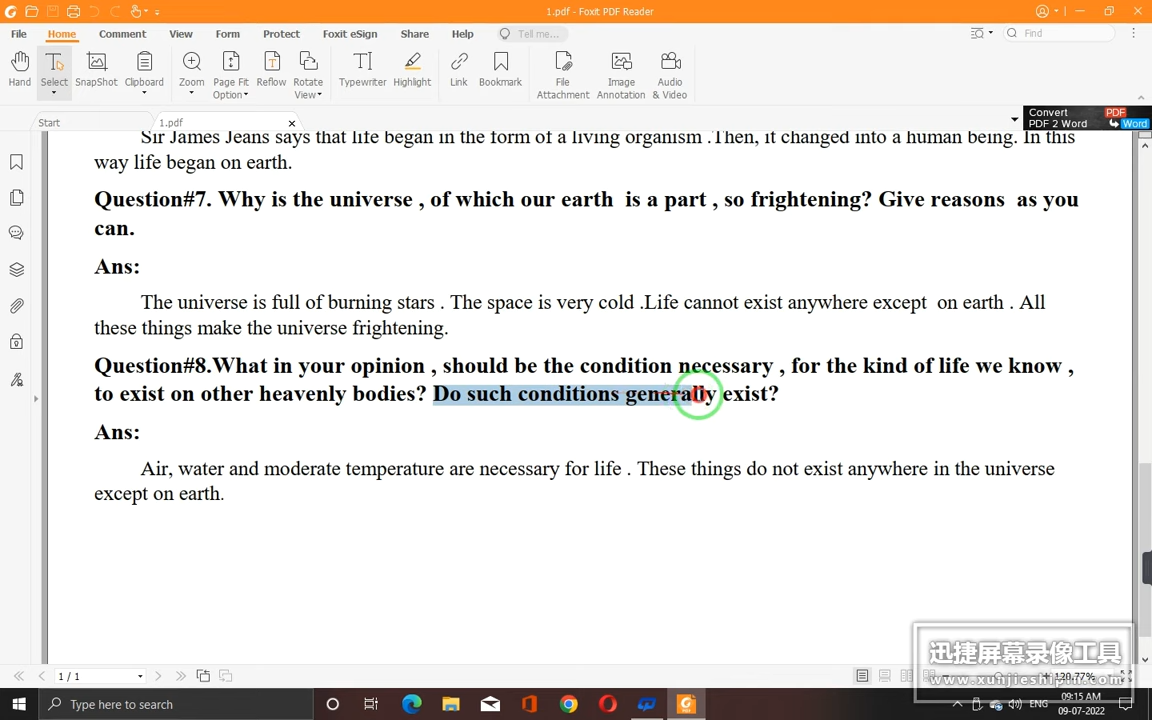 1.pdf - Foxit PDF Reader
File Home Comment View Form Protect Foxit eSign Share Help Tell me... Find
Hand Select SnapShot Clipboard Zoom Page Fit Option Reflow Rotate View Typewriter Highlight Link Bookmark File Attachment Image Annotation Audio & Video
Start 1.pdf
Convert PDF
PDF 2 Word Word
Sir James Jeans says that life began in the form of a living organism .Then, it changed into a human being. In this
way life began on earth.
Question#7. Why is the universe , of which our earth is a part , so frightening? Give reasons as you
can.
Ans:
The universe is full of burning stars . The space is very cold .Life cannot exist anywhere except on earth . All
these things make the universe frightening.
Question#8.What in your opinion , should be the condition necessary , for the kind of life we know ,
to exist on other heavenly bodies? Do such conditions generally exist?
Ans:
Air, water and moderate temperature are necessary for life . These things do not exist anywhere in the universe
except on earth.
迅捷屏幕录像工具
www.xunjieshipin.com
1 / 1
120.77%
Type here to search
ENG
09:15 AM
09-07-2022